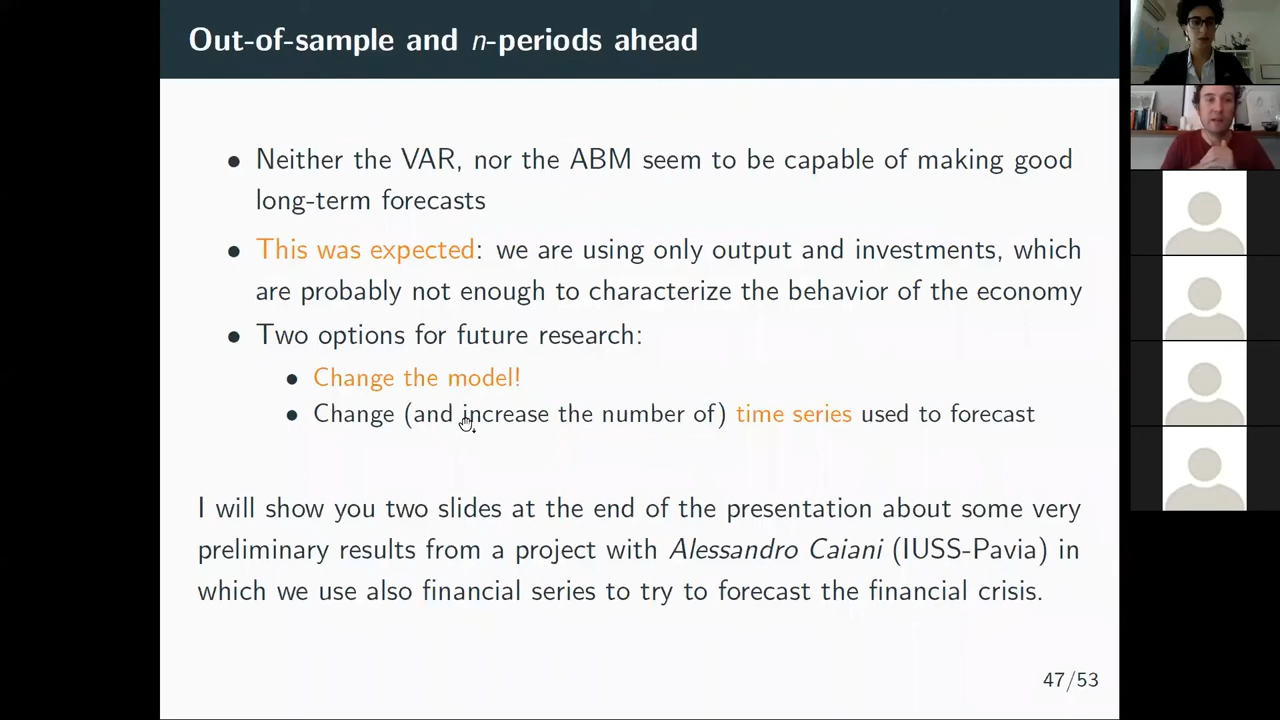 Out-of-sample and n-periods ahead
• Neither the VAR, nor the ABM seem to be capable of making good
long-term forecasts
• This was expected: we are using only output and investments, which
are probably not enough to characterize the behavior of the economy
• Two options for future research:
• Change the model!
• Change (and increase the number of) time series used to forecast
I will show you two slides at the end of the presentation about some very
preliminary results from a project with Alessandro Caiani (IUSS-Pavia) in
which we use also financial series to try to forecast the financial crisis.
47/53